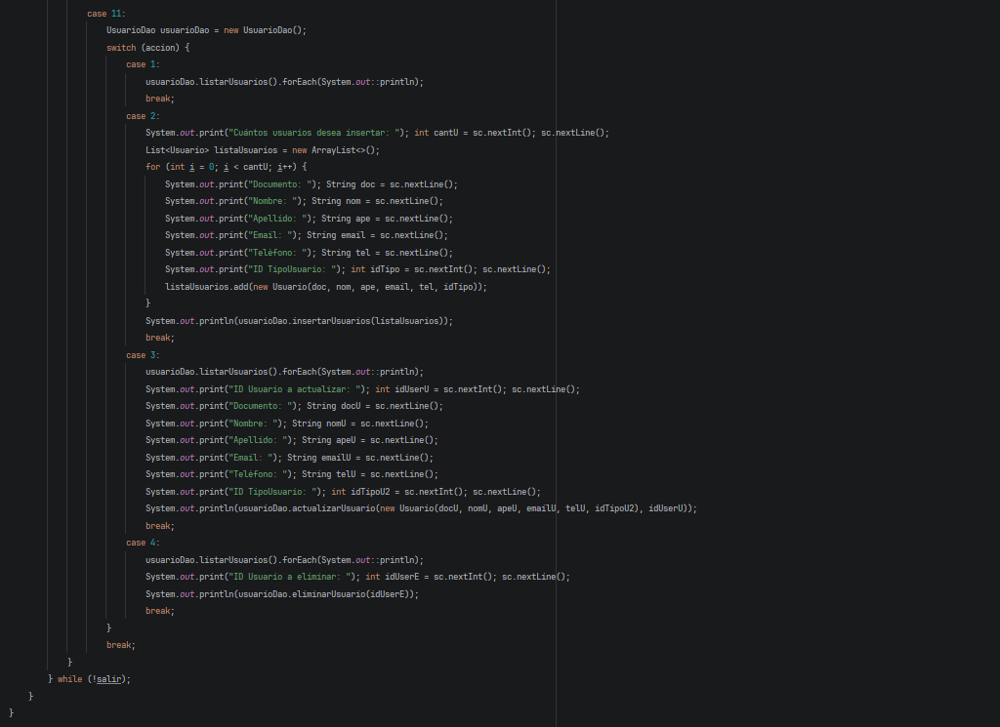 case 11:
UsuarioDao usuarioDao = new UsuarioDao();
switch (accion) {
case 1:
usuarioDao.listarUsuarios().forEach(System.out::println);
break;
case 2:
System.out.print("Cuántos usuarios desea insertar: "); int cantU = sc.nextInt(); sc.nextLine();
List<Usuario> listaUsuarios = new ArrayList<>();
for (int i = 0; i < cantU; i++) {
System.out.print("Documento: "); String doc = sc.nextLine();
System.out.print("Nombre: "); String nom = sc.nextLine();
System.out.print("Apellido: "); String ape = sc.nextLine();
System.out.print("Email: "); String email = sc.nextLine();
System.out.print("Teléfono: "); String tel = sc.nextLine();
System.out.print("ID TipoUsuario: "); int idTipo = sc.nextInt(); sc.nextLine();
listaUsuarios.add(new Usuario(doc, nom, ape, email, tel, idTipo));
}
System.out.println(usuarioDao.insertarUsuarios(listaUsuarios));
break;
case 3:
usuarioDao.listarUsuarios().forEach(System.out::println);
System.out.print("ID Usuario a actualizar: "); int idUserU = sc.nextInt(); sc.nextLine();
System.out.print("Documento: "); String docU = sc.nextLine();
System.out.print("Nombre: "); String nomU = sc.nextLine();
System.out.print("Apellido: "); String apeU = sc.nextLine();
System.out.print("Email: "); String emailU = sc.nextLine();
System.out.print("Teléfono: "); String telU = sc.nextLine();
System.out.print("ID TipoUsuario: "); int idTipoU2 = sc.nextInt(); sc.nextLine();
System.out.println(usuarioDao.actualizarUsuario(new Usuario(docU, nomU, apeU, emailU, telU, idTipoU2), idUserU));
break;
case 4:
usuarioDao.listarUsuarios().forEach(System.out::println);
System.out.print("ID Usuario a eliminar: "); int idUserE = sc.nextInt(); sc.nextLine();
System.out.println(usuarioDao.eliminarUsuario(idUserE));
break;
}
break;
}
} while (!salir);
}
}